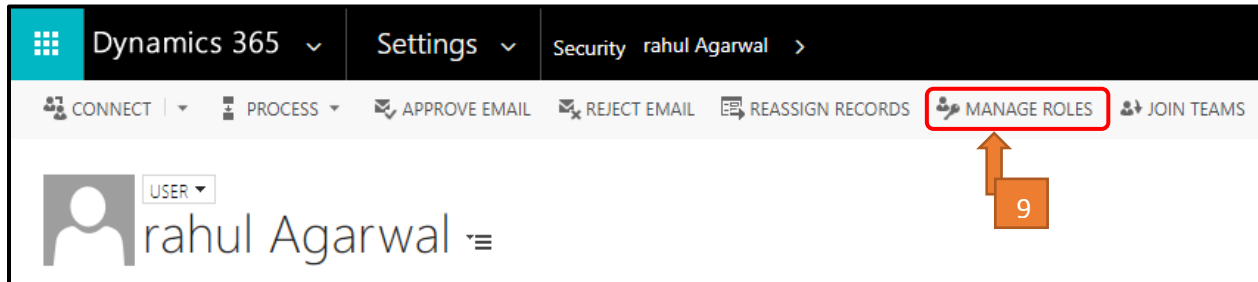 Dynamics 365 Settings Security rahul Agarwal >
CONNECT PROCESS APPROVE EMAIL REJECT EMAIL REASSIGN RECORDS MANAGE ROLES JOIN TEAMS
USER
rahul Agarwal
9